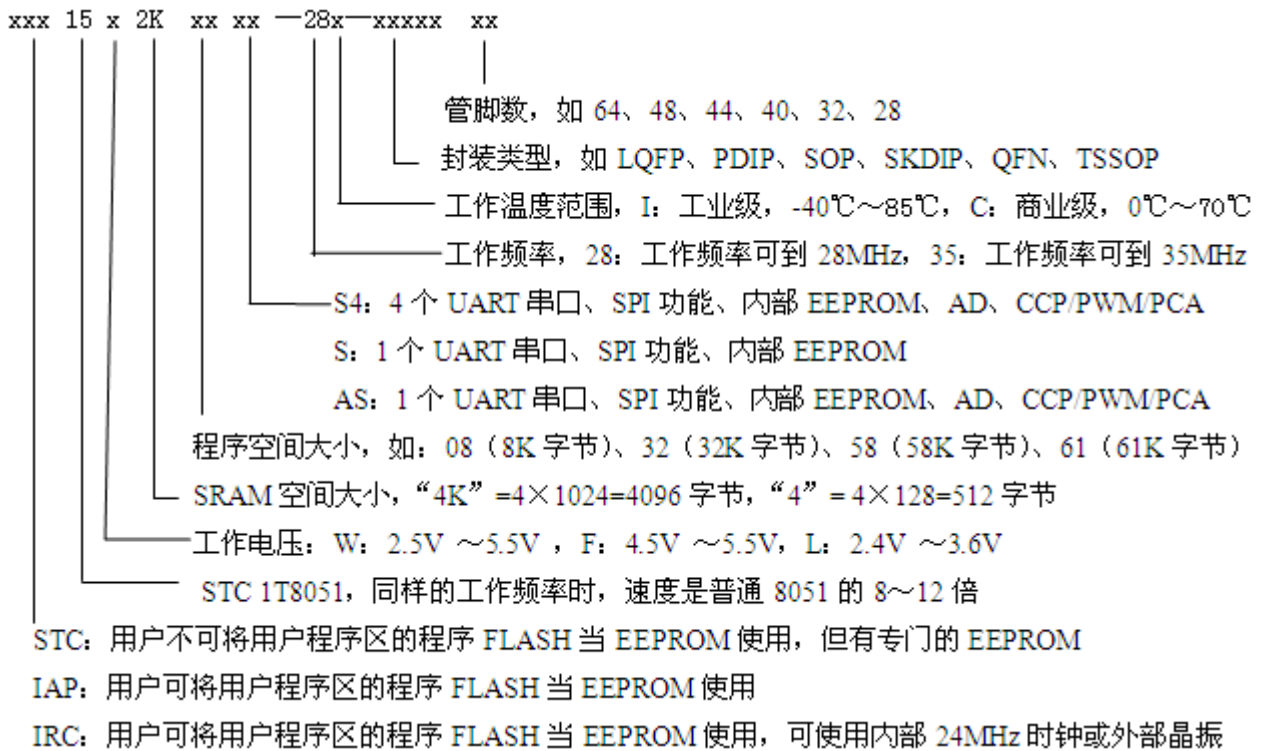 xxx 15 x 2K xx xx —28x—xxxxx xx
管脚数，如 64、48、44、40、32、28
封装类型，如 LQFP、PDIP、SOP、SKDIP、QFN、TSSOP
工作温度范围，I：工业级，-40℃～85℃，C：商业级，0℃～70℃
工作频率，28：工作频率可到 28MHz，35：工作频率可到 35MHz
S4：4 个 UART 串口、SPI 功能、内部 EEPROM、AD、CCP/PWM/PCA
S：1 个 UART 串口、SPI 功能、内部 EEPROM
AS：1 个 UART 串口、SPI 功能、内部 EEPROM、AD、CCP/PWM/PCA
程序空间大小，如：08（8K 字节）、32（32K 字节）、58（58K 字节）、61（61K 字节）
SRAM 空间大小，“4K”=4×1024=4096 字节，“4”= 4×128=512 字节
工作电压：W：2.5V ～5.5V ，F：4.5V ～5.5V，L：2.4V ～3.6V
STC 1T8051，同样的工作频率时，速度是普通 8051 的 8～12 倍
STC：用户不可将用户程序区的程序 FLASH 当 EEPROM 使用，但有专门的 EEPROM
IAP：用户可将用户程序区的程序 FLASH 当 EEPROM 使用
IRC：用户可将用户程序区的程序 FLASH 当 EEPROM 使用，可使用内部 24MHz 时钟或外部晶振